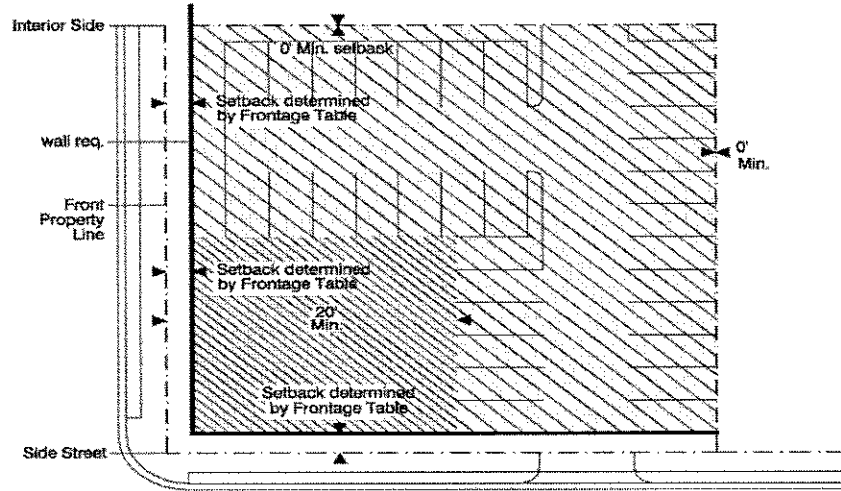 Interior Side
0' Min. setback
Setback determined
by Frontage Table
wall req.
0'
Min.
Front
Property
Line
Setback determined
by Frontage Table
20'
Min.
Setback determined
by Frontage Table
Side Street